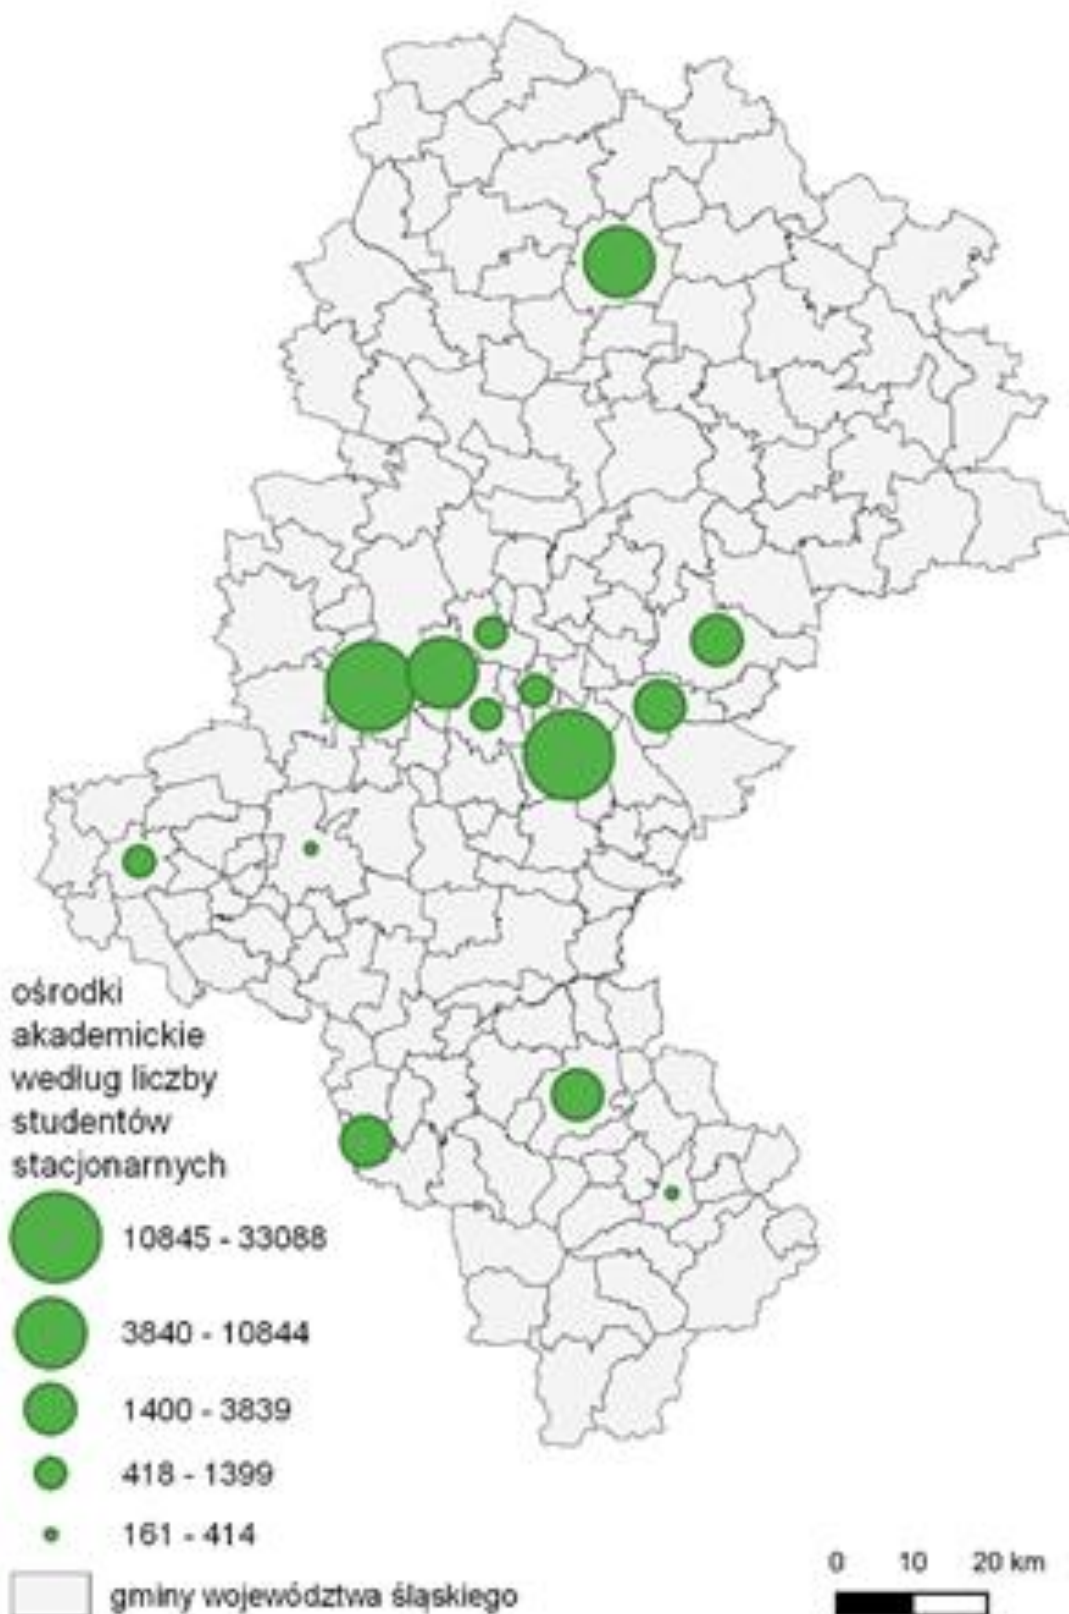 ośrodki
akademickie
według liczby
studentów
stacjonarnych
10845 - 33088
3840 - 10844
1400 - 3839
418 - 1399
161 - 414
gminy województwa śląskiego
0 10 20 km